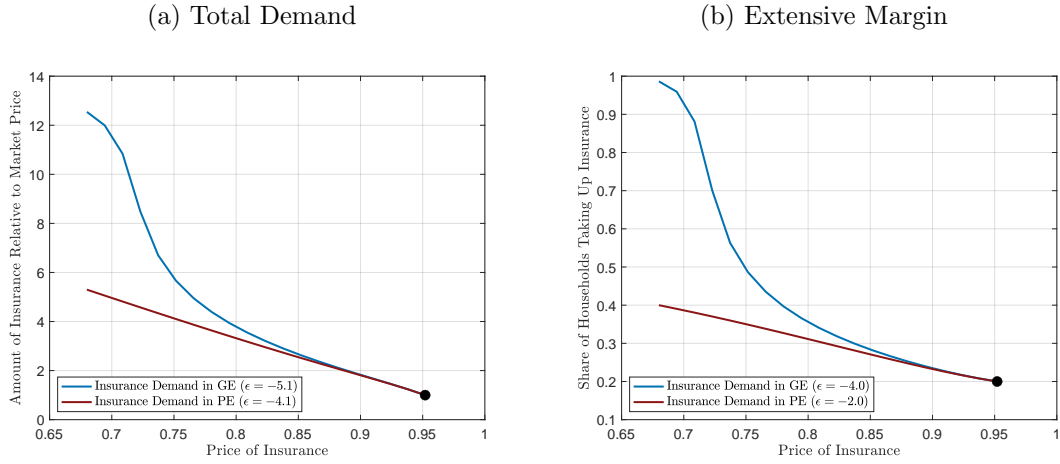 (a) Total Demand
Amount of Insurance Relative to Market Price
14
12
10
8
6
4
2
0
0.65 0.7 0.75 0.8 0.85 0.9 0.95 1
Price of Insurance
Insurance Demand in GE (ϵ = −5.1)
Insurance Demand in PE (ϵ = −4.1)
(b) Extensive Margin
Share of Households Taking Up Insurance
1
0.9
0.8
0.7
0.6
0.5
0.4
0.3
0.2
0.1
0.65 0.7 0.75 0.8 0.85 0.9 0.95 1
Price of Insurance
Insurance Demand in GE (ϵ = −4.0)
Insurance Demand in PE (ϵ = −2.0)